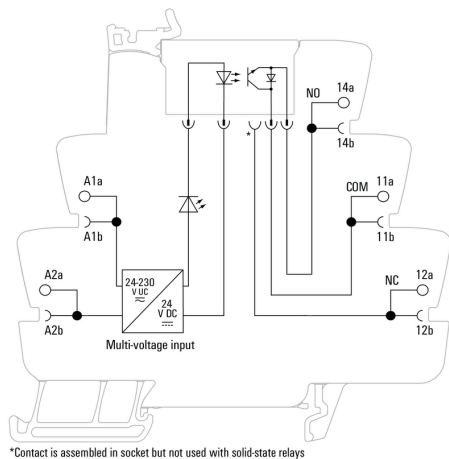 NO
14a
14b
*
A1a
COM
11a
A1b
11b
A2a
24-230
V UC
24
V DC
NC
12a
A2b
12b
Multi-voltage input
*Contact is assembled in socket but not used with solid-state relays